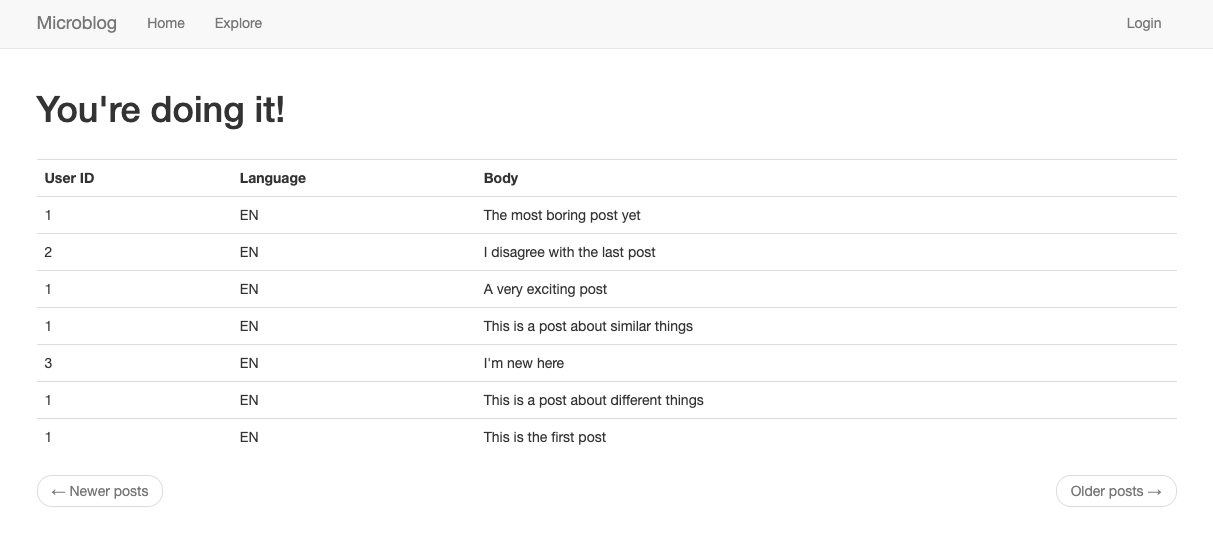 Microblog Home Explore Login
You're doing it!
User ID Language Body
1 EN The most boring post yet
2 EN I disagree with the last post
1 EN A very exciting post
1 EN This is a post about similar things
3 EN I'm new here
1 EN This is a post about different things
1 EN This is the first post
← Newer posts Older posts →